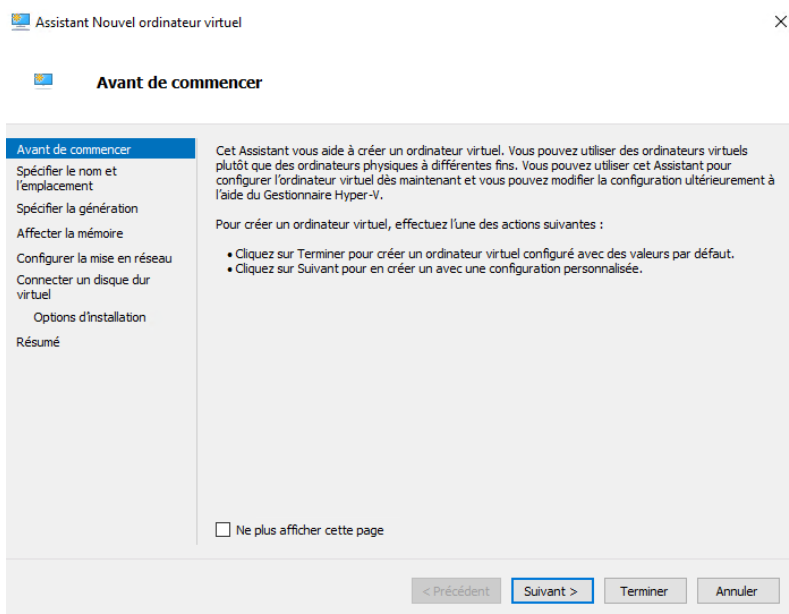 Assistant Nouvel ordinateur virtuel
Avant de commencer
Avant de commencer
Spécifier le nom et
l'emplacement
Spécifier la génération
Affecter la mémoire
Configurer la mise en réseau
Connecter un disque dur
virtuel
Options d'installation
Résumé
Cet Assistant vous aide à créer un ordinateur virtuel. Vous pouvez utiliser des ordinateurs virtuels
plutôt que des ordinateurs physiques à différentes fins. Vous pouvez utiliser cet Assistant pour
configurer l'ordinateur virtuel dès maintenant et vous pouvez modifier la configuration ultérieurement à
l'aide du Gestionnaire Hyper-V.
Pour créer un ordinateur virtuel, effectuez l'une des actions suivantes :
• Cliquez sur Terminer pour créer un ordinateur virtuel configuré avec des valeurs par défaut.
• Cliquez sur Suivant pour en créer un avec une configuration personnalisée.
Ne plus afficher cette page
< Précédent
Suivant >
Terminer
Annuler